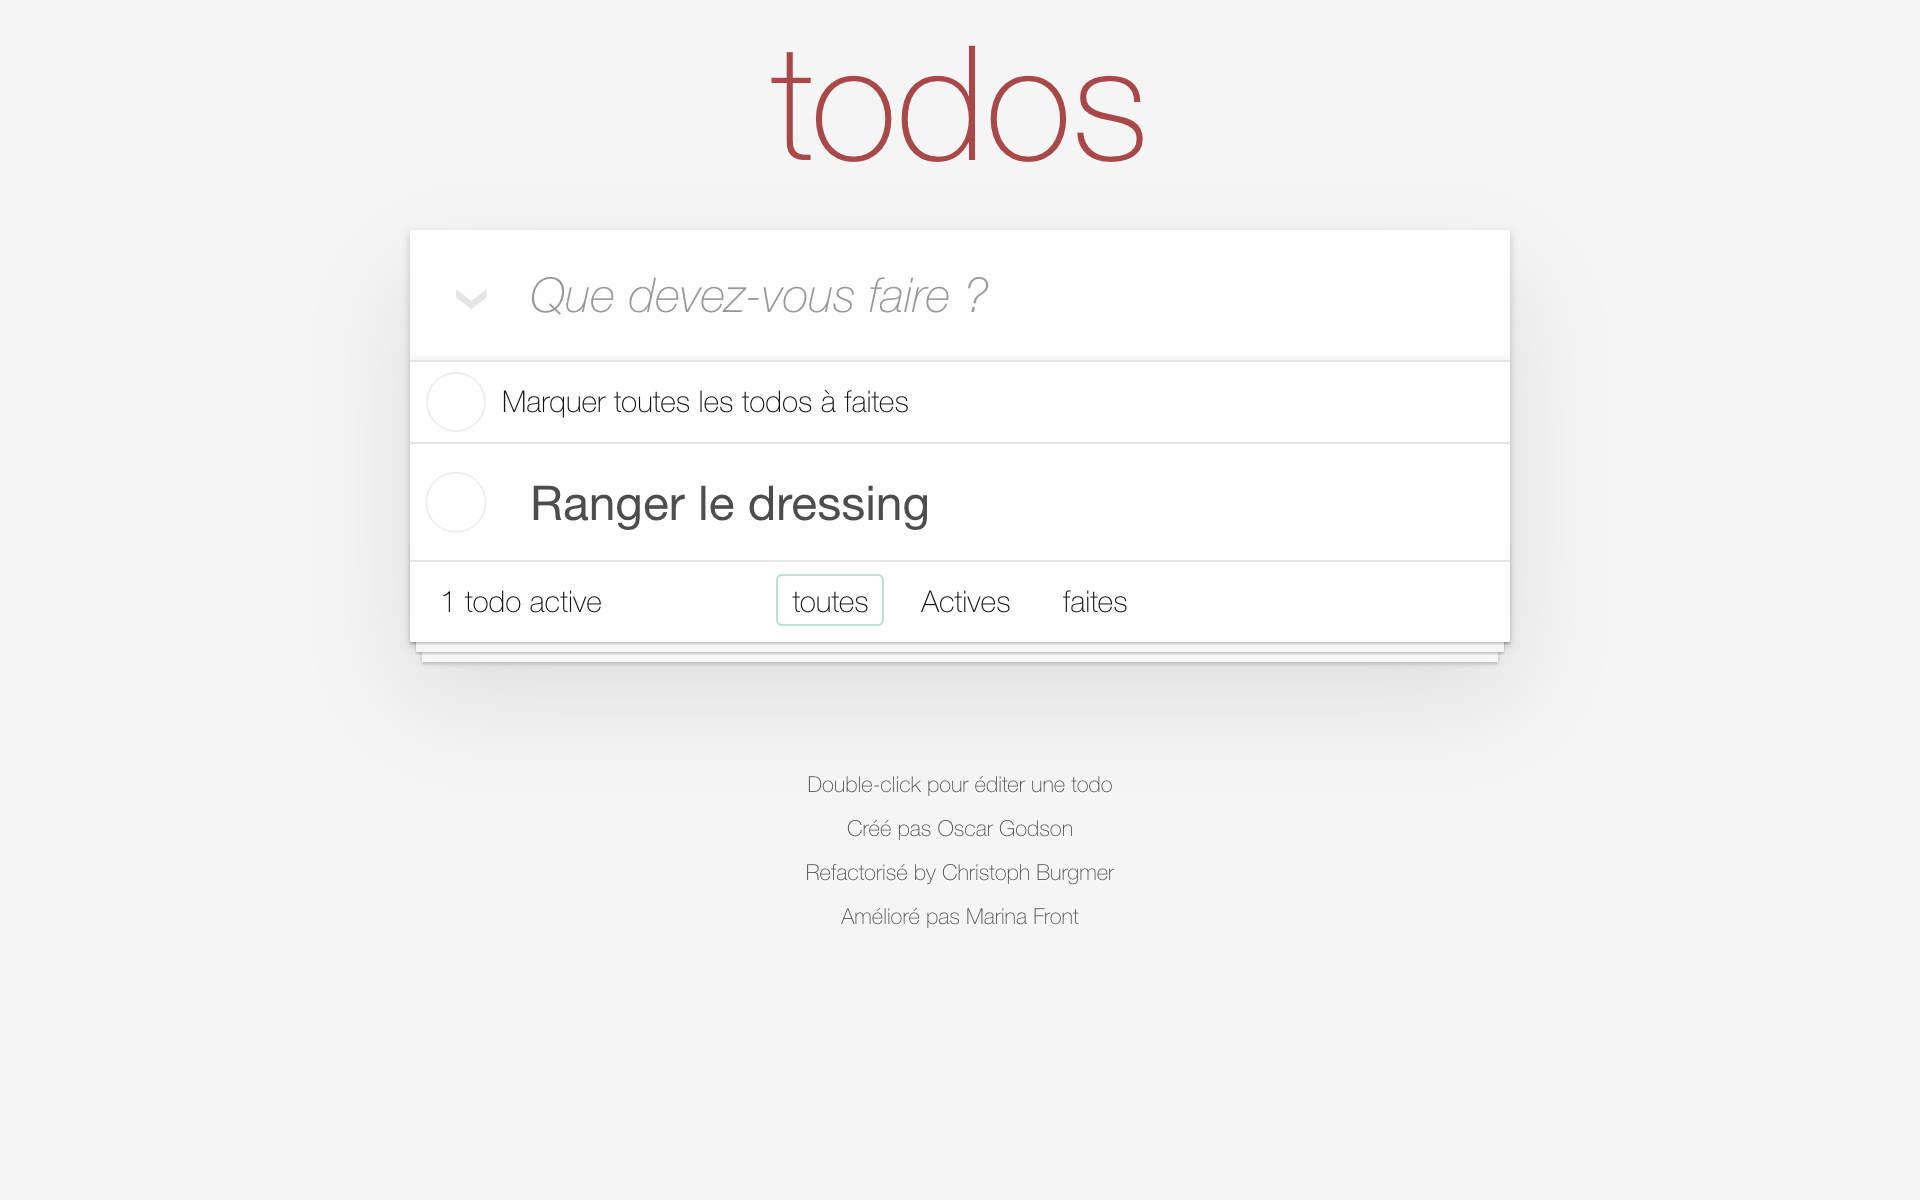 todos
Que devez-vous faire ?
Marquer toutes les todos à faites
Ranger le dressing
1 todo active toutes Actives faites
Double-click pour éditer une todo
Créé pas Oscar Godson
Refactorisé by Christoph Burgmer
Amélioré pas Marina Front